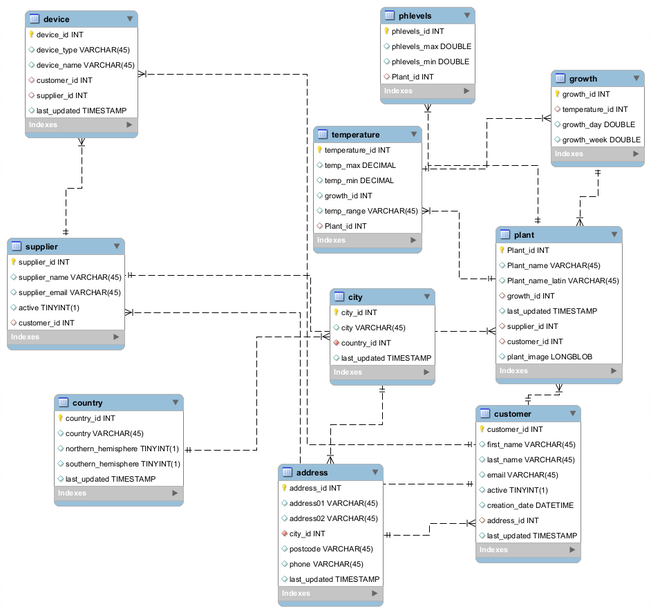 device
device_id INT
device_type VARCHAR(45)
device_name VARCHAR(45)
customer_id INT
supplier_id INT
last_updated TIMESTAMP
Indexes
phlevels
phlevels_id INT
phlevels_max DOUBLE
phlevels_min DOUBLE
Plant_id INT
Indexes
growth
growth_id INT
temperature_id INT
growth_day DOUBLE
growth_week DOUBLE
Indexes
temperature
temperature_id INT
temp_max DECIMAL
temp_min DECIMAL
growth_id INT
temp_range VARCHAR(45)
Plant_id INT
Indexes
supplier
supplier_id INT
supplier_name VARCHAR(45)
supplier_email VARCHAR(45)
active TINYINT(1)
customer_id INT
Indexes
plant
Plant_id INT
Plant_name VARCHAR(45)
Plant_name_latin VARCHAR(45)
growth_id INT
last_updated TIMESTAMP
supplier_id INT
customer_id INT
plant_image LONGBLOB
Indexes
city
city_id INT
city VARCHAR(45)
country_id INT
last_updated TIMESTAMP
Indexes
country
country_id INT
country VARCHAR(45)
northern_hemisphere TINYINT(1)
southern_hemisphere TINYINT(1)
last_updated TIMESTAMP
Indexes
customer
customer_id INT
first_name VARCHAR(45)
last_name VARCHAR(45)
email VARCHAR(45)
active TINYINT(1)
creation_date DATETIME
address_id INT
last_updated TIMESTAMP
Indexes
address
address_id INT
address01 VARCHAR(45)
address02 VARCHAR(45)
city_id INT
postcode VARCHAR(45)
phone VARCHAR(45)
last_updated TIMESTAMP
Indexes